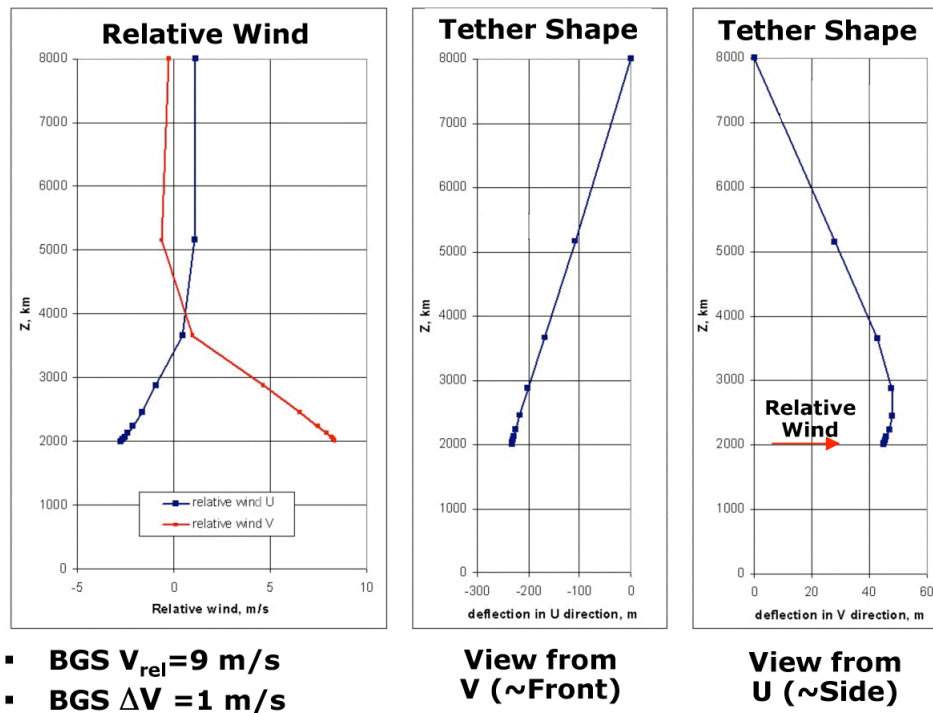 Relative Wind
8000
7000
6000
5000
4000
3000
2000
1000
0
Z, km
-5
0
5
10
Relative wind, m/s
relative wind U
relative wind V
Tether Shape
8000
7000
6000
5000
4000
3000
2000
1000
0
Z, km
-300
-200
-100
0
deflection in U direction, m
Tether Shape
8000
7000
6000
5000
4000
3000
2000
1000
0
Z, km
Relative
Wind
0
20
40
60
deflection in V direction, m
▪ BGS Vrel=9 m/s
▪ BGS ΔV =1 m/s
View from
V (~Front)
View from
U (~Side)